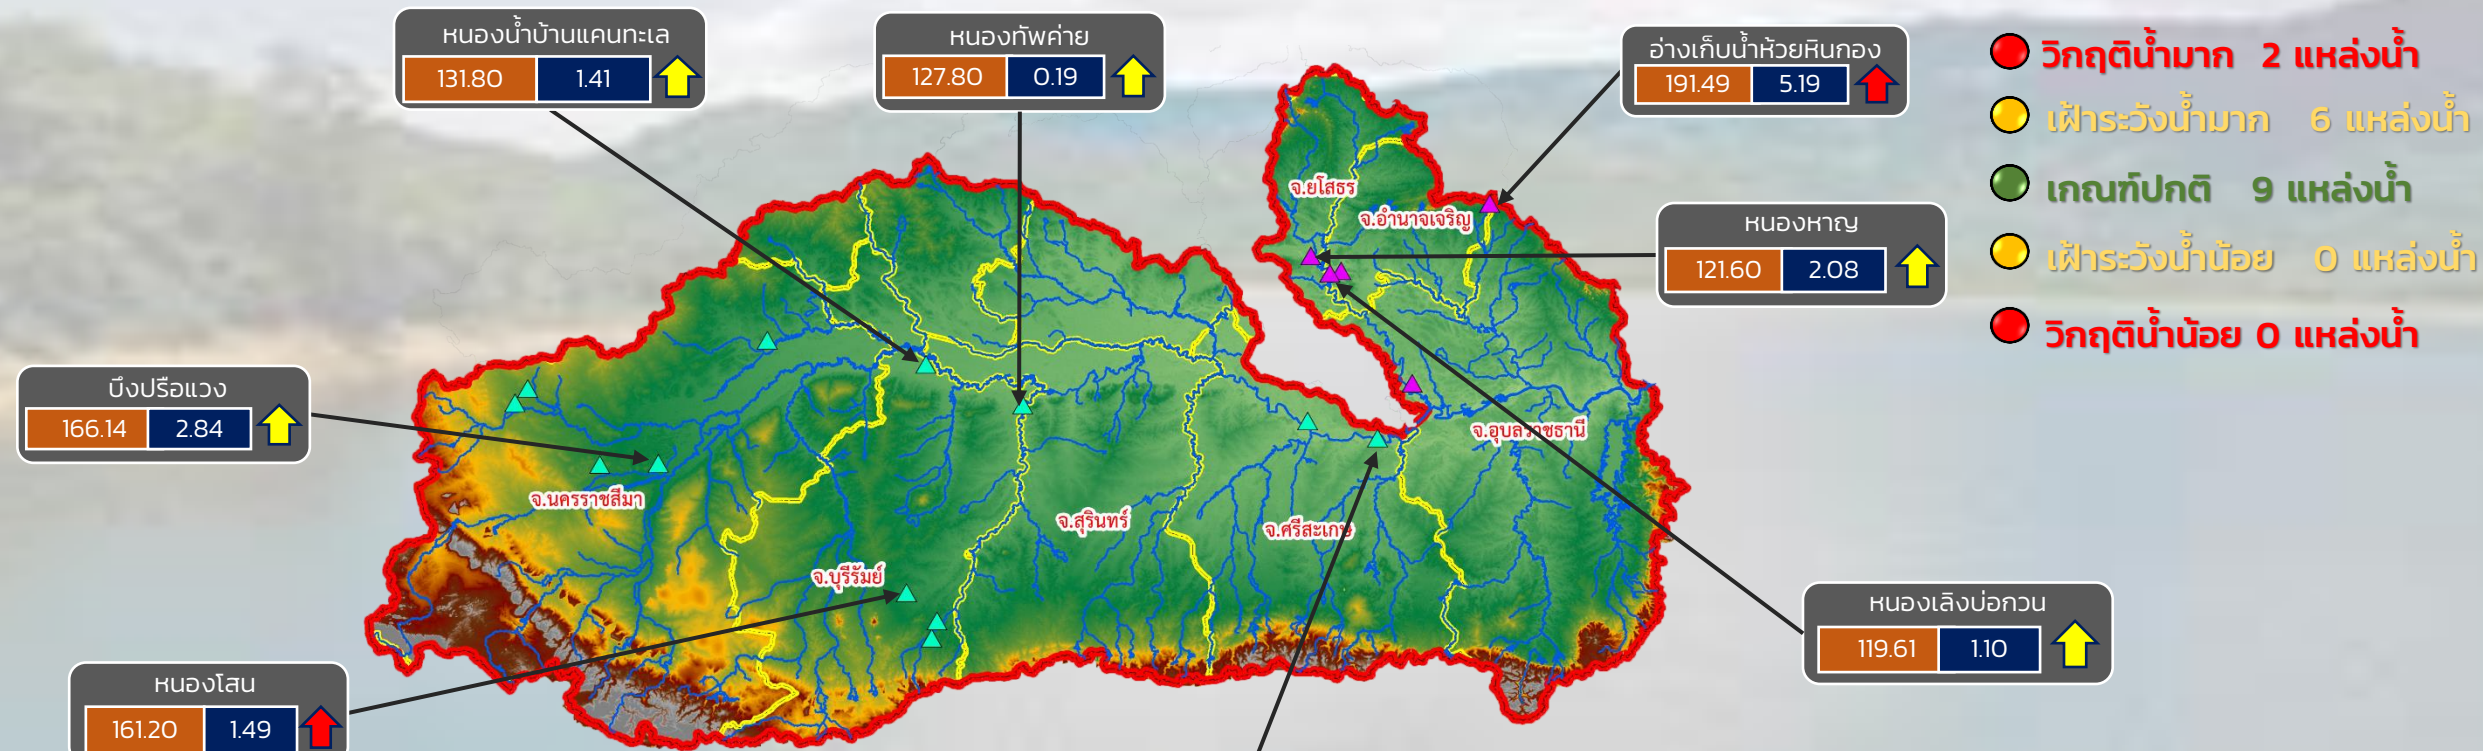 หนองน้ำบ้านแคนทะเล
131.80 1.41
หนองทัพค่าย
127.80 0.19
อ่างเก็บน้ำห้วยหินกอง
191.49 5.19
วิกฤติน้ำมาก 2 แหล่งน้ำ
เฝ้าระวังน้ำมาก 6 แหล่งน้ำ
เกณฑ์ปกติ 9 แหล่งน้ำ
เฝ้าระวังน้ำน้อย 0 แหล่งน้ำ
วิกฤติน้ำน้อย 0 แหล่งน้ำ
จ.ยโสธร
จ.อำนาจเจริญ
หนองหาญ
121.60 2.08
บึงปรือแวง
166.14 2.84
จ.อุบลราชธานี
จ.นครราชสีมา
จ.สุรินทร์
จ.ศรีสะเกษ
จ.บุรีรัมย์
หนองเลิงบ่อกวน
119.61 1.10
หนองโสน
161.20 1.49